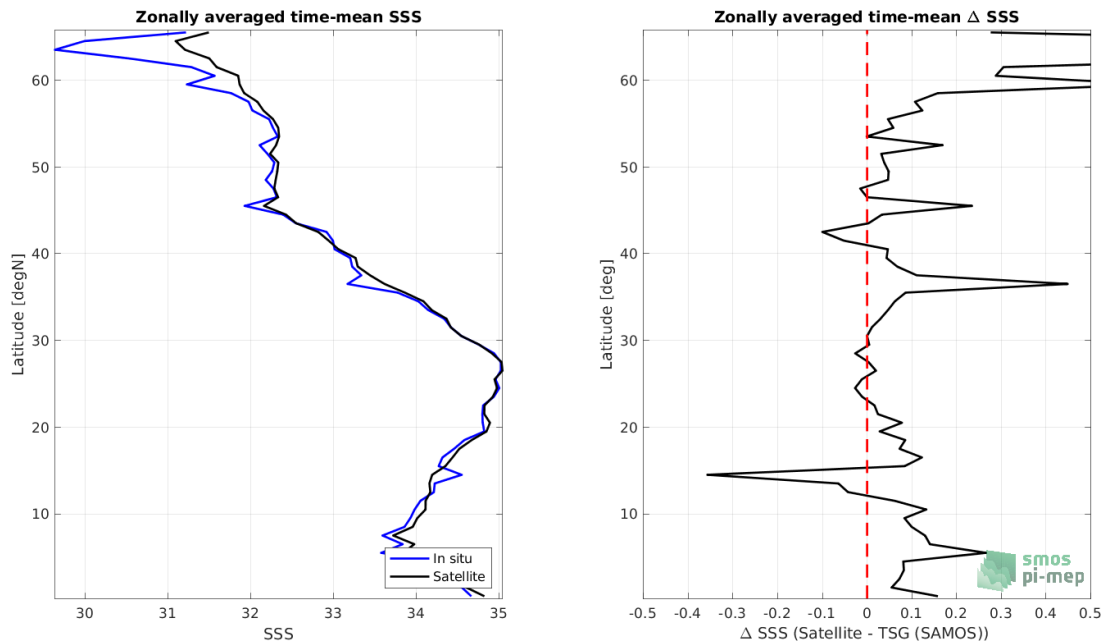 Zonally averaged time-mean SSS
Zonally averaged time-mean Δ SSS
60
50
40
30
20
10
Latitude [degN]
30
31
32
33
34
35
SSS
In situ
Satellite
60
50
40
30
20
10
Latitude [deg]
-0.5
-0.4
-0.3
-0.2
-0.1
0
0.1
0.2
0.3
0.4
0.5
Δ SSS (Satellite - TSG (SAMOS))
smos
pi-mep